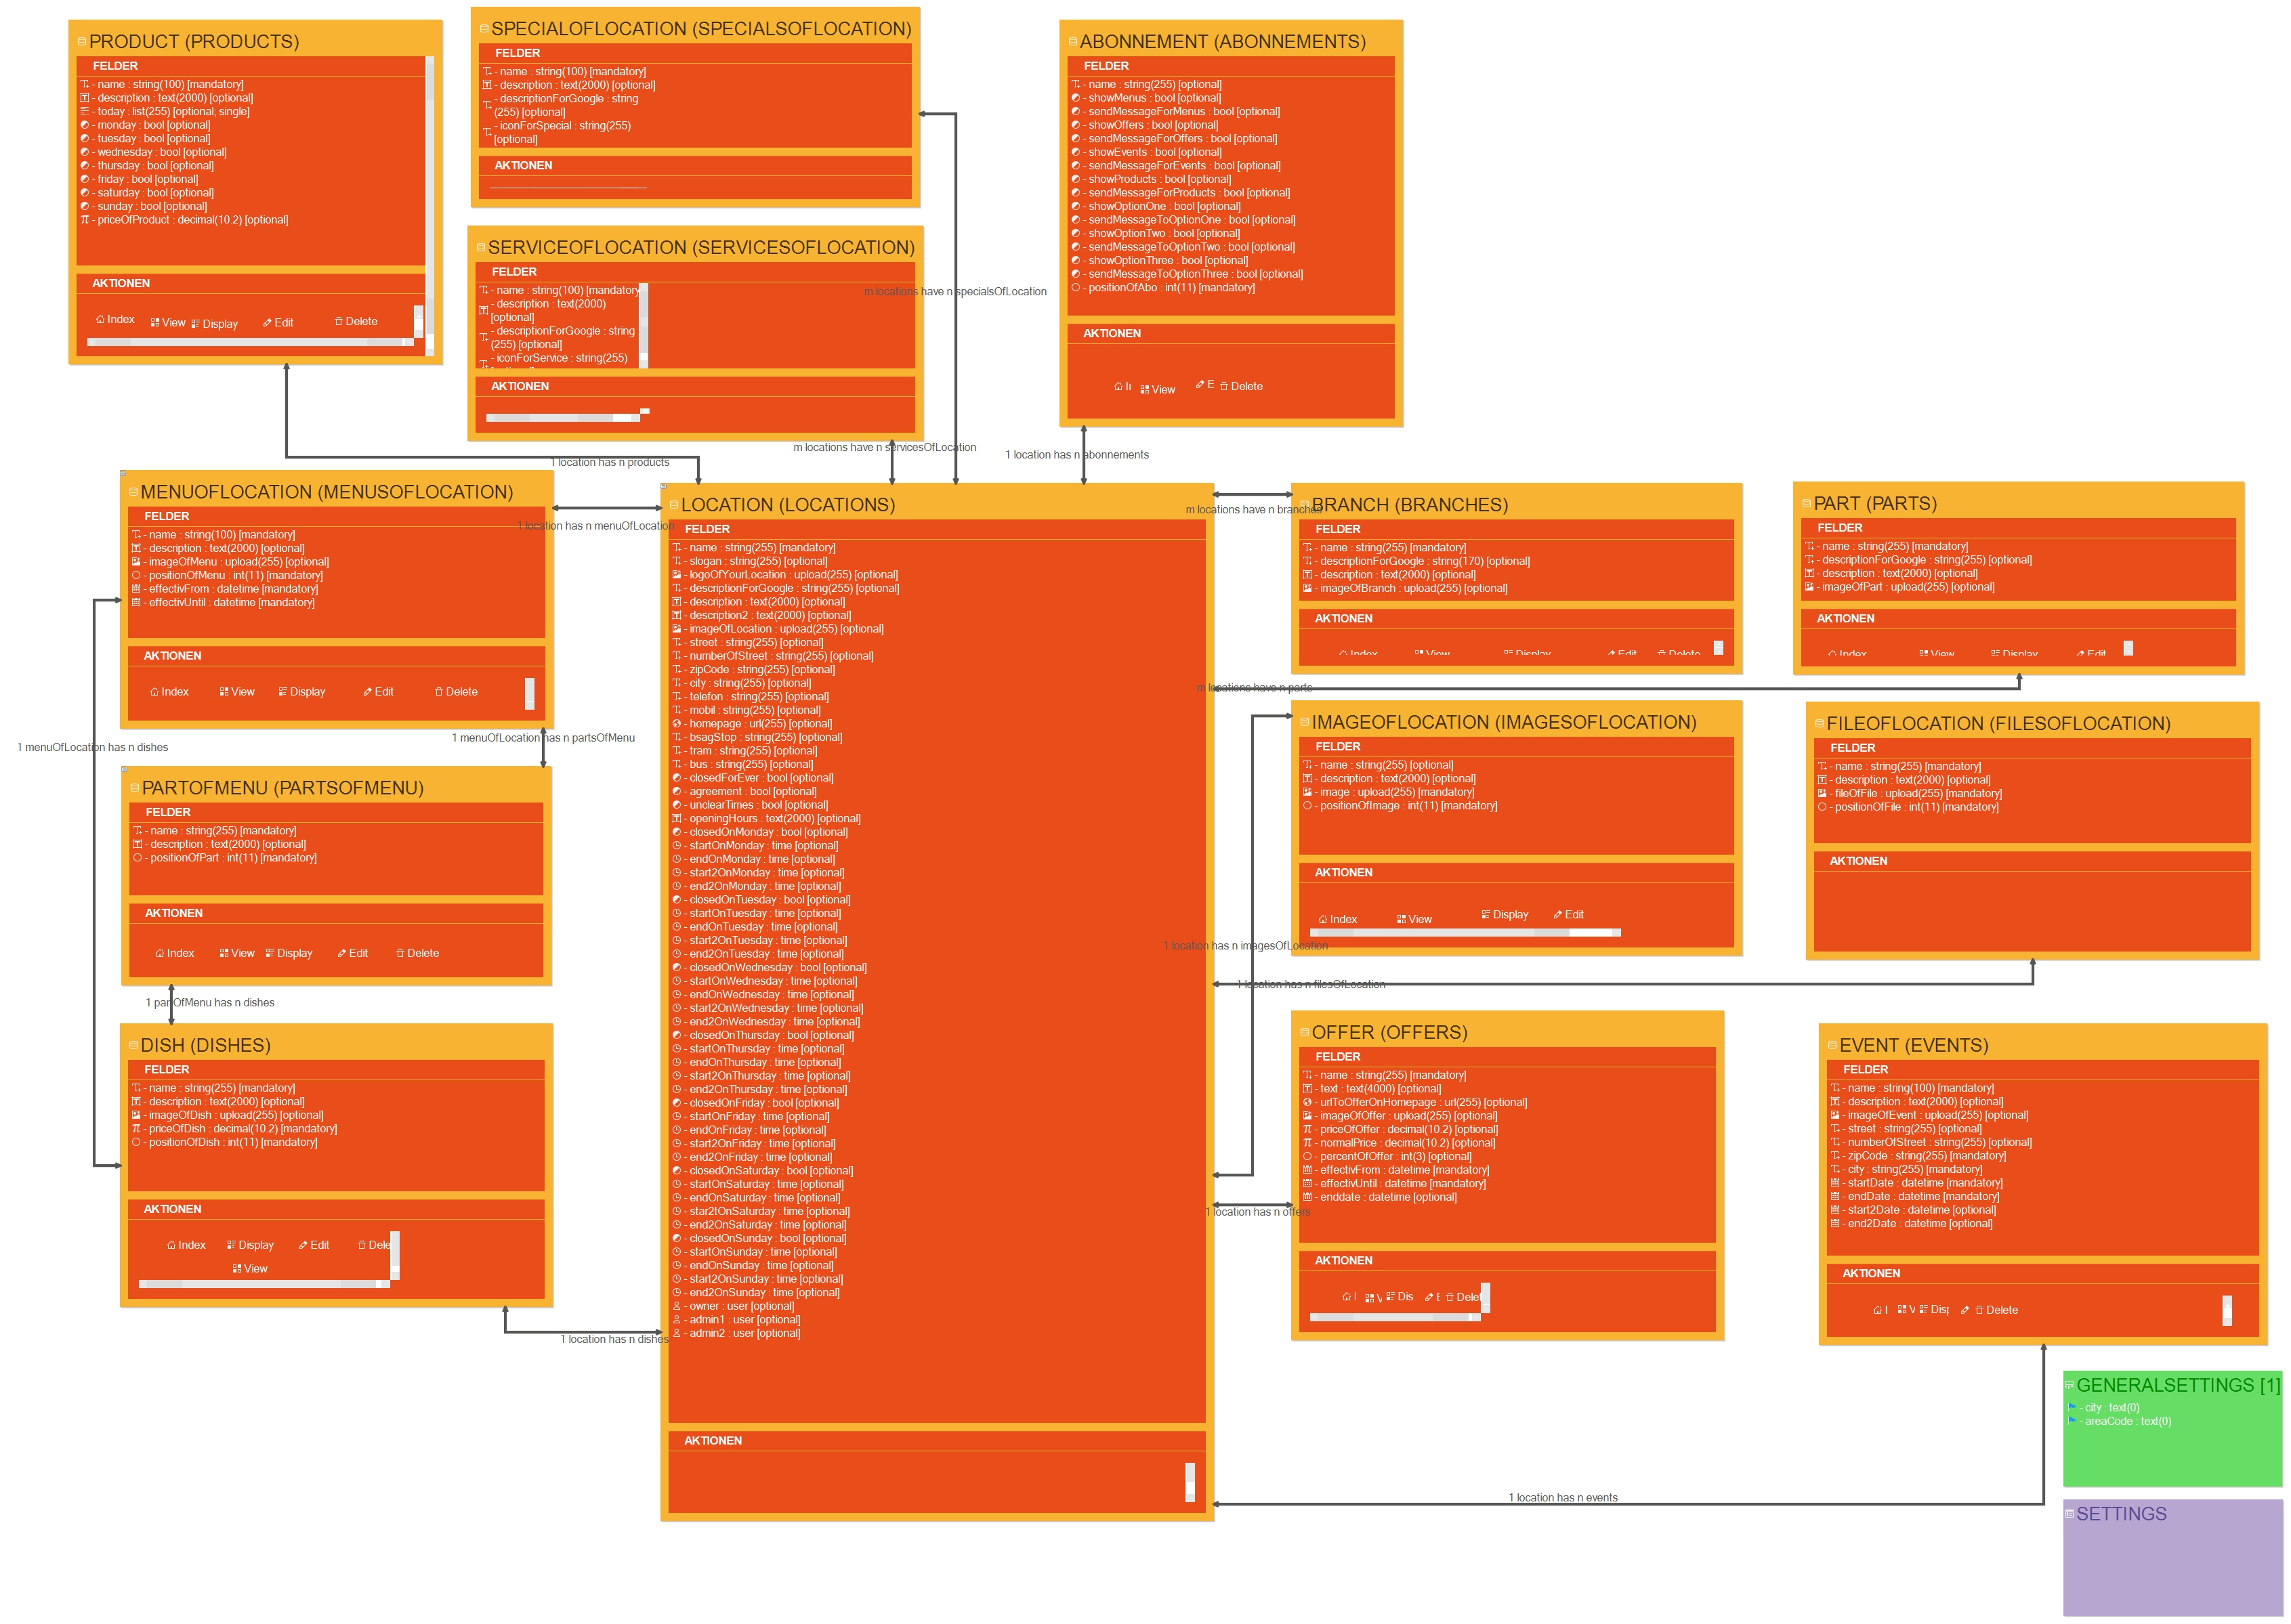 PRODUCT (PRODUCTS)
FELDER
- name : string(100) [mandatory]
- description : text(2000) [optional]
- today : list(255) [optional; single]
- monday : bool [optional]
- tuesday : bool [optional]
- wednesday : bool [optional]
- thursday : bool [optional]
- friday : bool [optional]
- saturday : bool [optional]
- sunday : bool [optional]
- priceOfProduct : decimal(10.2) [optional]
AKTIONEN
Index View Display Edit Delete
SPECIALOFLOCATION (SPECIALSOFLOCATION)
FELDER
- name : string(100) [mandatory]
- description : text(2000) [optional]
- descriptionForGoogle : string
(255) [optional]
- iconForSpecial : string(255)
[optional]
AKTIONEN
SERVICEOFLOCATION (SERVICESOFLOCATION)
FELDER
- name : string(100) [mandatory
- description : text(2000)
[optional]
- descriptionForGoogle : string
(255) [optional]
- iconForService : string(255)
AKTIONEN
ABONNEMENT (ABONNEMENTS)
FELDER
- name : string(255) [optional]
- showMenus : bool [optional]
- sendMessageForMenus : bool [optional]
- showOffers : bool [optional]
- sendMessageForOffers : bool [optional]
- showEvents : bool [optional]
- sendMessageForEvents : bool [optional]
- showProducts : bool [optional]
- sendMessageForProducts : bool [optional]
- showOptionOne : bool [optional]
- sendMessageToOptionOne : bool [optional]
- showOptionTwo : bool [optional]
- sendMessageToOptionTwo : bool [optional]
- showOptionThree : bool [optional]
- sendMessageToOptionThree : bool [optional]
- positionOfAbo : int(11) [mandatory]
AKTIONEN
View E Delete
m locations have n specialsOfLocation
m locations have n servicesOfLocation
1 location has n abonnements
1 location has n products
MENUOFLOCATION (MENUSOFLOCATION)
FELDER
- name : string(100) [mandatory]
- description : text(2000) [optional]
- imageOfMenu : upload(255) [optional]
- positionOfMenu : int(11) [mandatory]
- effectivFrom : datetime [mandatory]
- effectivUntil : datetime [mandatory]
AKTIONEN
Index View Display Edit Delete
1 location has n menuOfLocation
1 menuOfLocation has n dishes
1 menuOfLocation has n partsOfMenu
PARTOFMENU (PARTSOFMENU)
FELDER
- name : string(255) [mandatory]
- description : text(2000) [optional]
- positionOfPart : int(11) [mandatory]
AKTIONEN
Index View Display Edit Delete
1 partOfMenu has n dishes
DISH (DISHES)
FELDER
- name : string(255) [mandatory]
- description : text(2000) [optional]
- imageOfDish : upload(255) [optional]
- priceOfDish : decimal(10.2) [mandatory]
- positionOfDish : int(11) [mandatory]
AKTIONEN
Index Display Edit Dele
View
1 location has n dishes
LOCATION (LOCATIONS)
FELDER
- name : string(255) [mandatory]
- slogan : string(255) [optional]
- logoOfYourLocation : upload(255) [optional]
- descriptionForGoogle : string(255) [optional]
- description : text(2000) [optional]
- description2 : text(2000) [optional]
- imageOfLocation : upload(255) [optional]
- street : string(255) [optional]
- numberOfStreet : string(255) [optional]
- zipCode : string(255) [optional]
- city : string(255) [optional]
- telefon : string(255) [optional]
- mobil : string(255) [optional]
- homepage : url(255) [optional]
- bsagStop : string(255) [optional]
- tram : string(255) [optional]
- bus : string(255) [optional]
- closedForEver : bool [optional]
- agreement : bool [optional]
- unclearTimes : bool [optional]
- openingHours : text(2000) [optional]
- closedOnMonday : bool [optional]
- startOnMonday : time [optional]
- endOnMonday : time [optional]
- start2OnMonday : time [optional]
- end2OnMonday : time [optional]
- closedOnTuesday : bool [optional]
- startOnTuesday : time [optional]
- endOnTuesday : time [optional]
- start2OnTuesday : time [optional]
- end2OnTuesday : time [optional]
- closedOnWednesday : bool [optional]
- startOnWednesday : time [optional]
- endOnWednesday : time [optional]
- start2OnWednesday : time [optional]
- end2OnWednesday : time [optional]
- closedOnThursday : bool [optional]
- startOnThursday : time [optional]
- endOnThursday : time [optional]
- start2OnThursday : time [optional]
- end2OnThursday : time [optional]
- closedOnFriday : bool [optional]
- startOnFriday : time [optional]
- endOnFriday : time [optional]
- start2OnFriday : time [optional]
- end2OnFriday : time [optional]
- closedOnSaturday : bool [optional]
- startOnSaturday : time [optional]
- endOnSaturday : time [optional]
- star2tOnSaturday : time [optional]
- end2OnSaturday : time [optional]
- closedOnSunday : bool [optional]
- startOnSunday : time [optional]
- endOnSunday : time [optional]
- start2OnSunday : time [optional]
- end2OnSunday : time [optional]
- owner : user [optional]
- admin1 : user [optional]
- admin2 : user [optional]
AKTIONEN
BRANCH (BRANCHES)
FELDER
- name : string(255) [mandatory]
- descriptionForGoogle : string(170) [optional]
- description : text(2000) [optional]
- imageOfBranch : upload(255) [optional]
AKTIONEN
Index View Display Edit Delete
m locations have n branches
PART (PARTS)
FELDER
- name : string(255) [mandatory]
- descriptionForGoogle : string(255) [optional]
- description : text(2000) [optional]
- imageOfPart : upload(255) [optional]
AKTIONEN
Index View Display Edit
m locations have n parts
IMAGEOFLOCATION (IMAGESOFLOCATION)
FELDER
- name : string(255) [optional]
- description : text(2000) [optional]
- image : upload(255) [mandatory]
- positionOfImage : int(11) [mandatory]
AKTIONEN
Index View Display Edit
1 location has n imagesOfLocation
FILEOFLOCATION (FILESOFLOCATION)
FELDER
- name : string(255) [mandatory]
- description : text(2000) [optional]
- fileOfFile : upload(255) [mandatory]
- positionOfFile : int(11) [mandatory]
AKTIONEN
1 location has n filesOfLocation
OFFER (OFFERS)
FELDER
- name : string(255) [mandatory]
- text : text(4000) [optional]
- urlToOfferOnHomepage : url(255) [optional]
- imageOfOffer : upload(255) [optional]
- priceOfOffer : decimal(10.2) [optional]
- normalPrice : decimal(10.2) [optional]
- percentOfOffer : int(3) [optional]
- effectivFrom : datetime [mandatory]
- effectivUntil : datetime [mandatory]
- enddate : datetime [optional]
AKTIONEN
Dis Delet
1 location has n offers
EVENT (EVENTS)
FELDER
- name : string(100) [mandatory]
- description : text(2000) [optional]
- imageOfEvent : upload(255) [optional]
- street : string(255) [optional]
- numberOfStreet : string(255) [optional]
- zipCode : string(255) [mandatory]
- city : string(255) [mandatory]
- startDate : datetime [mandatory]
- endDate : datetime [mandatory]
- start2Date : datetime [optional]
- end2Date : datetime [optional]
AKTIONEN
Delete
1 location has n events
GENERALSETTINGS [1]
- city : text(0)
- areaCode : text(0)
SETTINGS